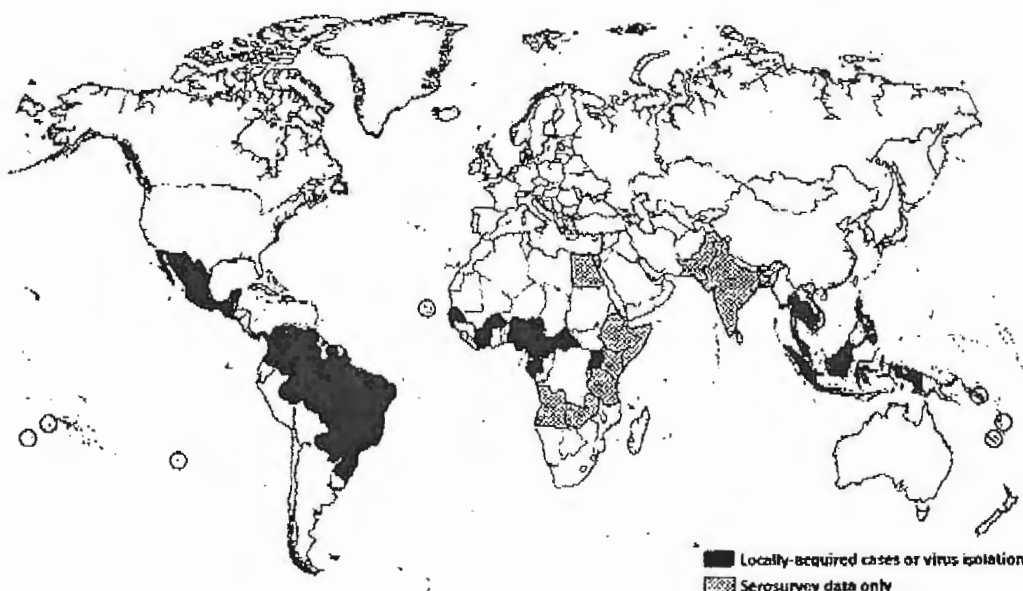 Locally-acquired cases or virus isolation
Serosurvey data only